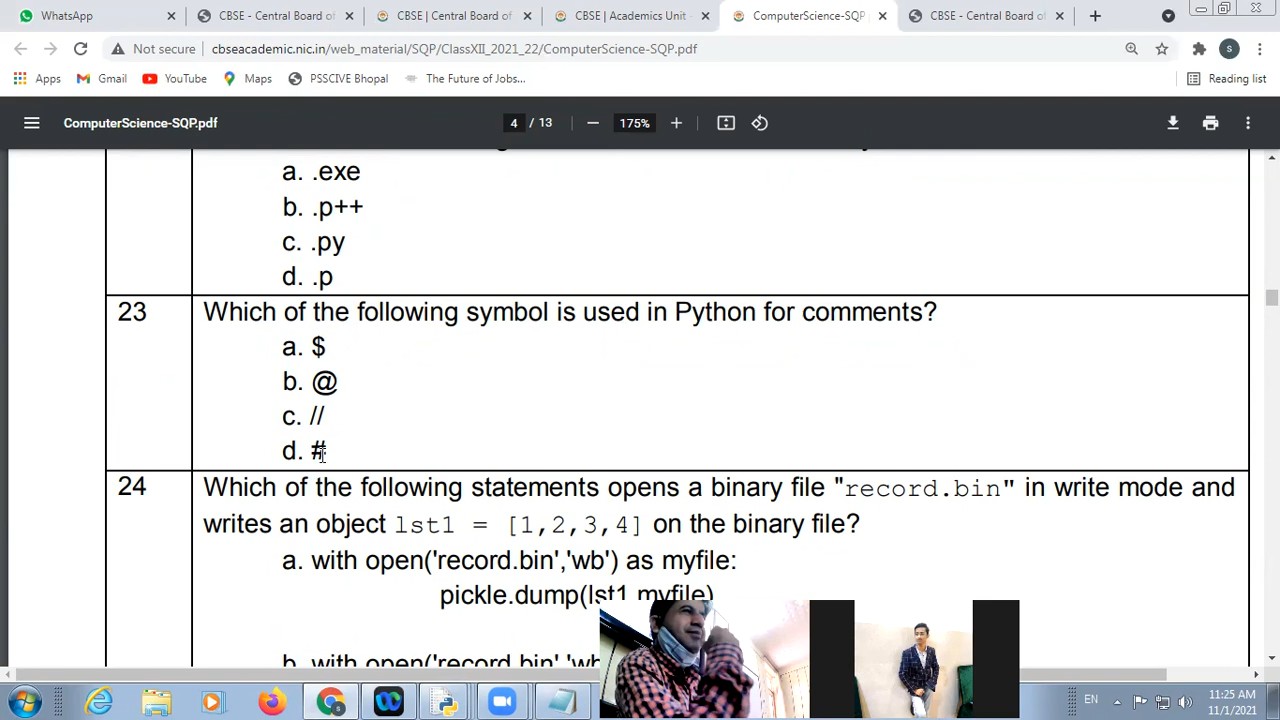 WhatsApp
CBSE - Central Board of
CBSE | Central Board of
CBSE | Academics Unit -
ComputerScience-SQP.
CBSE - Central Board of
Not secure
cbseacademic.nic.in/web_material/SQP/ClassXII_2021_22/ComputerScience-SQP.pdf
S
Apps
Gmail
YouTube
Maps
PSSCIVE Bhopal
The Future of Jobs...
Reading list
ComputerScience-SQP.pdf
4 / 13
175%
a. .exe
b. .p++
c. .py
d. .p
23
Which of the following symbol is used in Python for comments?
a. $
b. @
c. //
d. #
24
Which of the following statements opens a binary file "record.bin" in write mode and
writes an object lst1 = [1,2,3,4] on the binary file?
a. with open('record.bin','wb') as myfile:
pickle.dump(lst1,myfile)
b. with open('record.bin','wb
EN
11:25 AM
11/1/2021